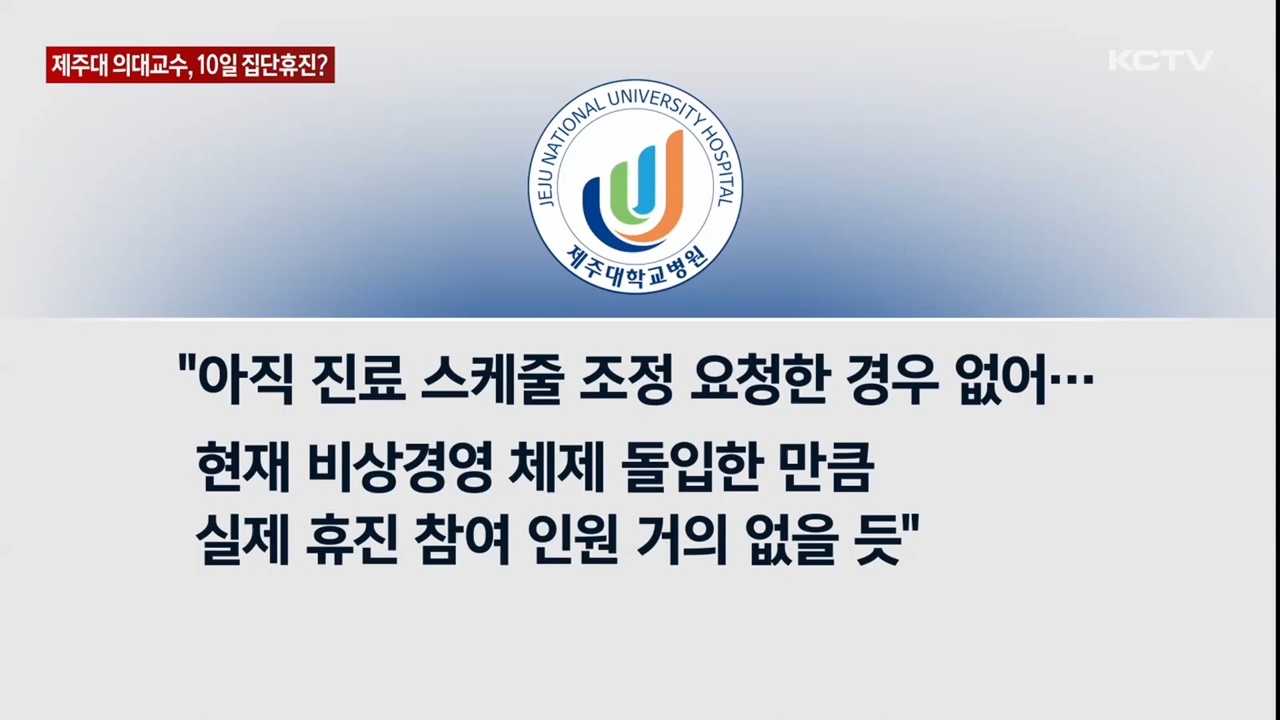 제주대 의대교수, 10일 집단휴진?
KCTV
JEJU NATIONAL UNIVERSITY HOSPITAL
제주대학교병원
"아직 진료 스케줄 조정 요청한 경우 없어…
현재 비상경영 체제 돌입한 만큼
실제 휴진 참여 인원 거의 없을 듯"